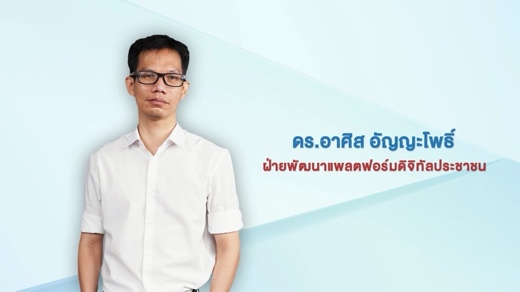 ดร.อาศิส อัญญะโพธิ์
ฝ่ายพัฒนาแพลตฟอร์มดิจิทัลประชาชน